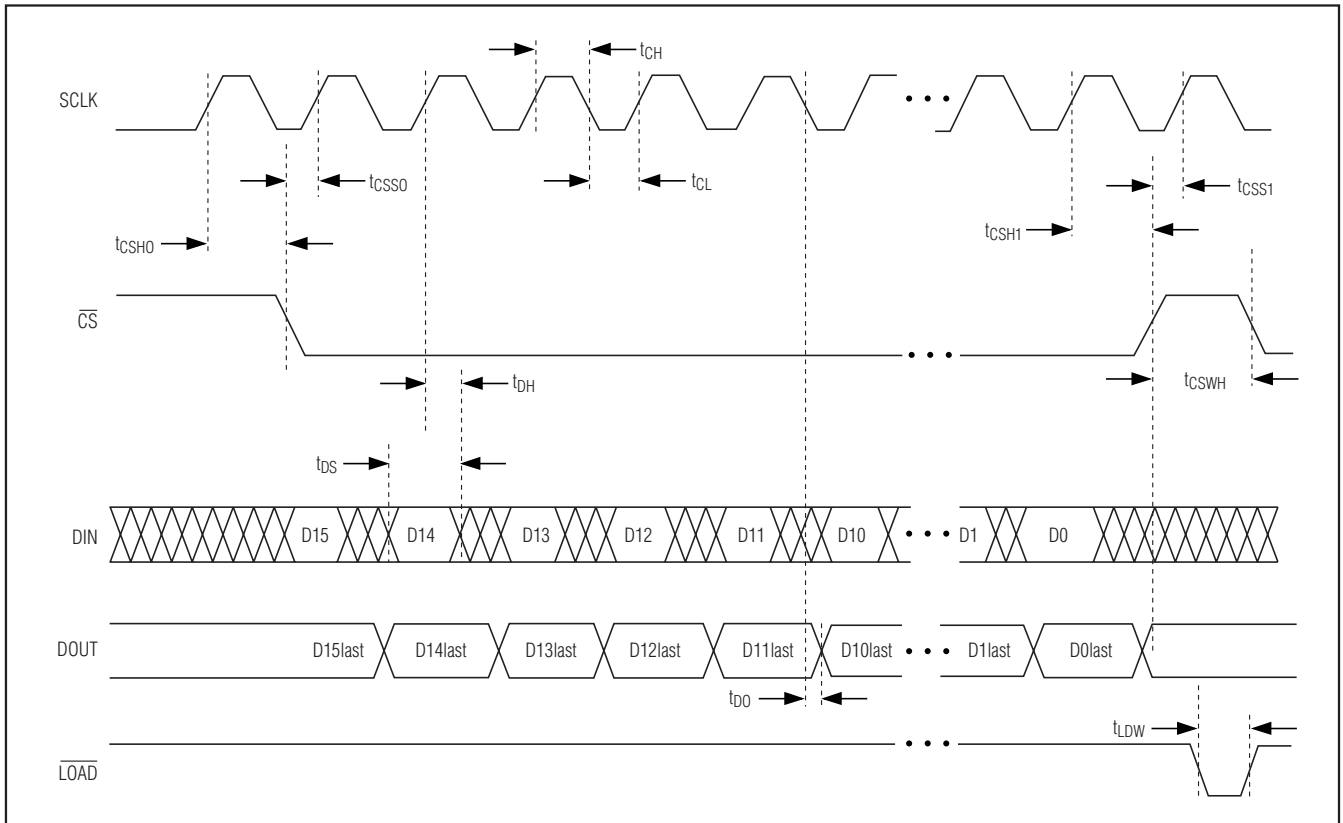 tCH
SCLK
tCSS0
tCL
tCSS1
tCSH0
tCSH1
CS
tDH
tCSWH
tDS
DIN
D15
D14
D13
D12
D11
D10
D1
D0
DOUT
D15last
D14last
D13last
D12last
D11last
D10last
D1last
D0last
tDO
tLDW
LOAD